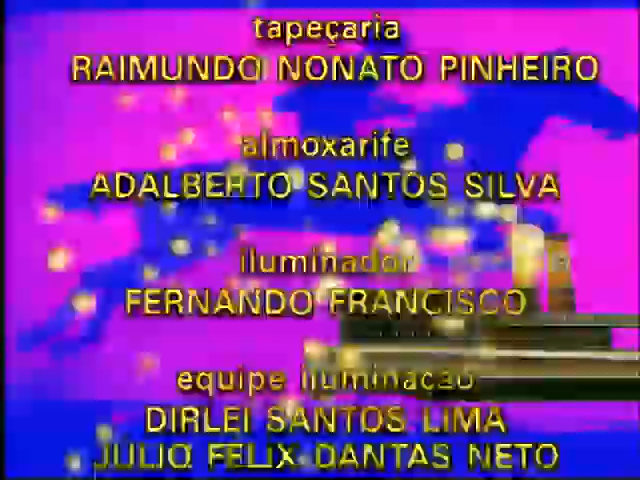 tapeçaria
RAIMUNDO NONATO PINHEIRO
almoxarife
ADALBERTO SANTOS SILVA
iluminador
FERNANDO FRANCISCO
equipe iluminação
DIRLEI SANTOS LIMA
JULIO FELIX DANTAS NETO